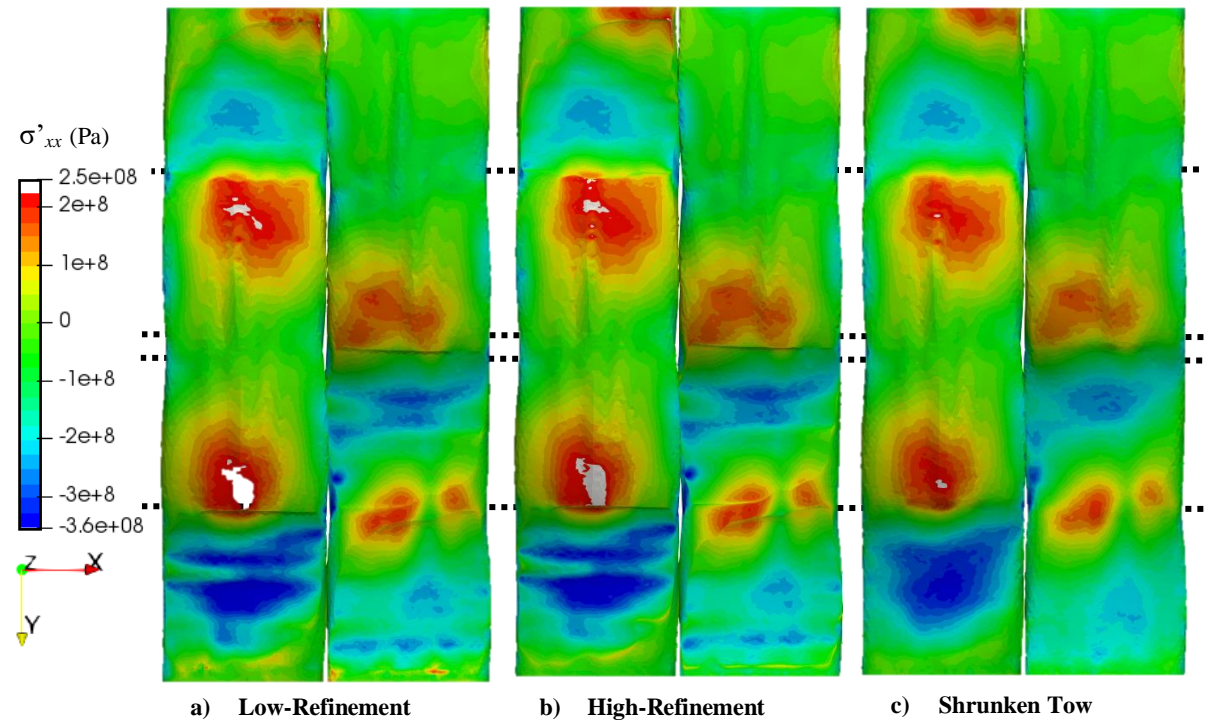 σ’xx (Pa)
2.5e+08
2e+8
1e+8
0
-1e+8
-2e+8
-3e+8
-3.6e+08
Z X
Y
a) Low-Refinement b) High-Refinement c) Shrunken Tow